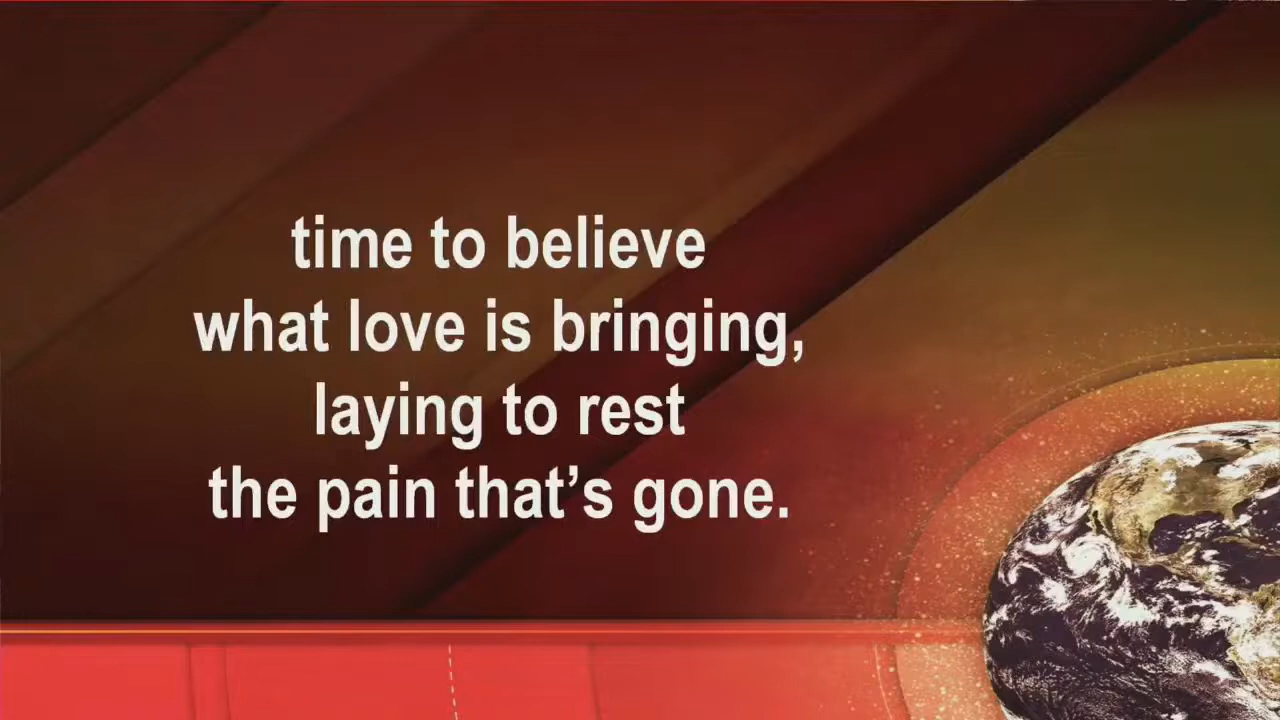 time to believe
what love is bringing,
laying to rest
the pain that’s gone.